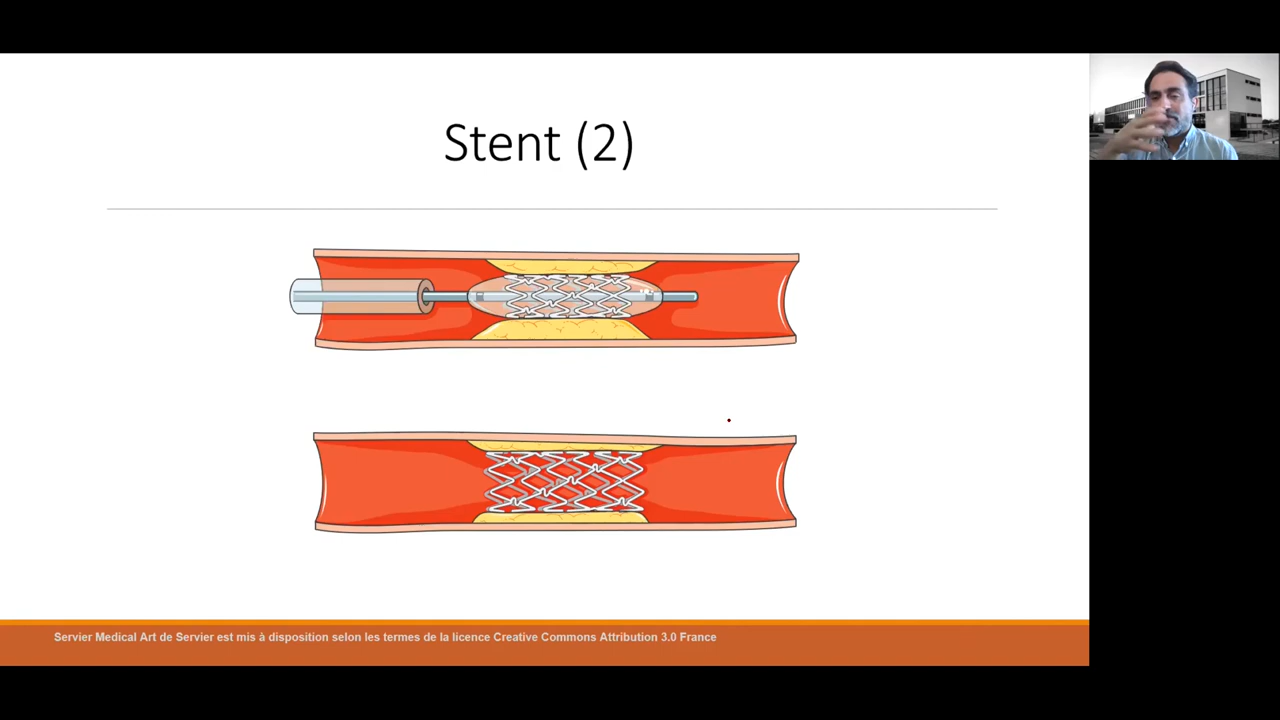 Stent (2)
Servier Medical Art de Servier est mis à disposition selon les termes de la licence Creative Commons Attribution 3.0 France